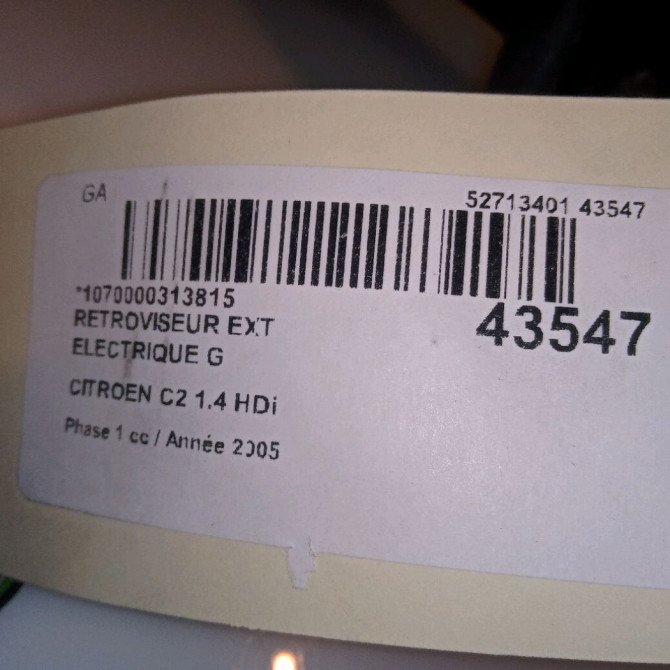 GA
52713401 43547
*1070000313815
43547
RETROVISEUR EXT
ELECTRIQUE G
CITROEN C2 1.4 HDi
Phase 1 cc / Année 2005